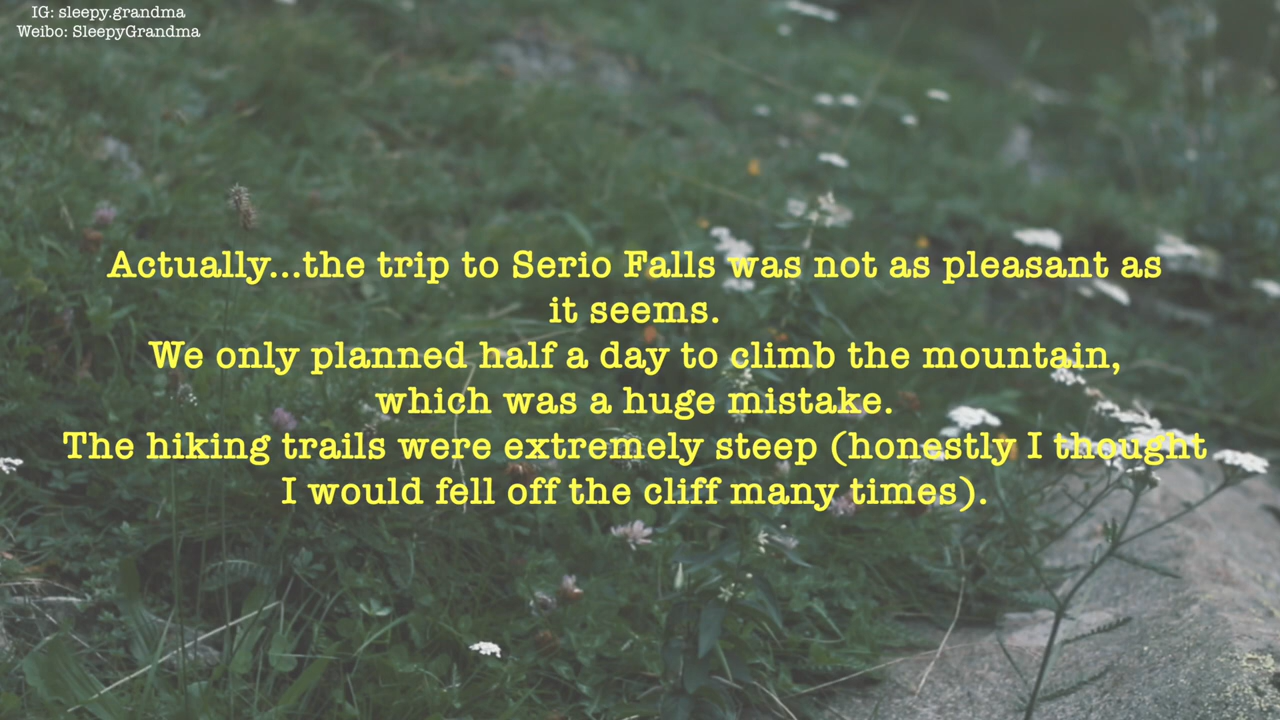 IG: sleepy.grandma
Weibo: SleepyGrandma
Actually...the trip to Serio Falls was not as pleasant as
it seems.
We only planned half a day to climb the mountain,
which was a huge mistake.
The hiking trails were extremely steep (honestly I thought
I would fell off the cliff many times).